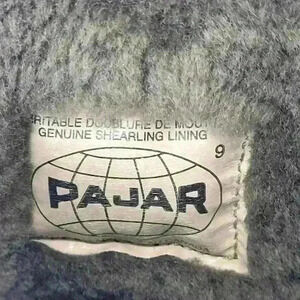 RITABLE DOUBLURE DE MOUT
GENUINE SHEARLING LINING
9
PAJAR